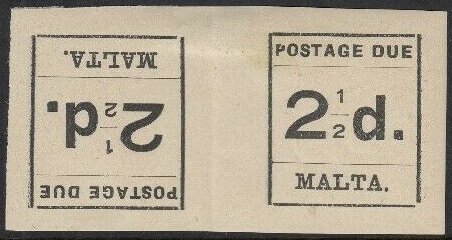 MALTA.
2½d.
POSTAGE DUE
POSTAGE DUE
2½d.
MALTA.